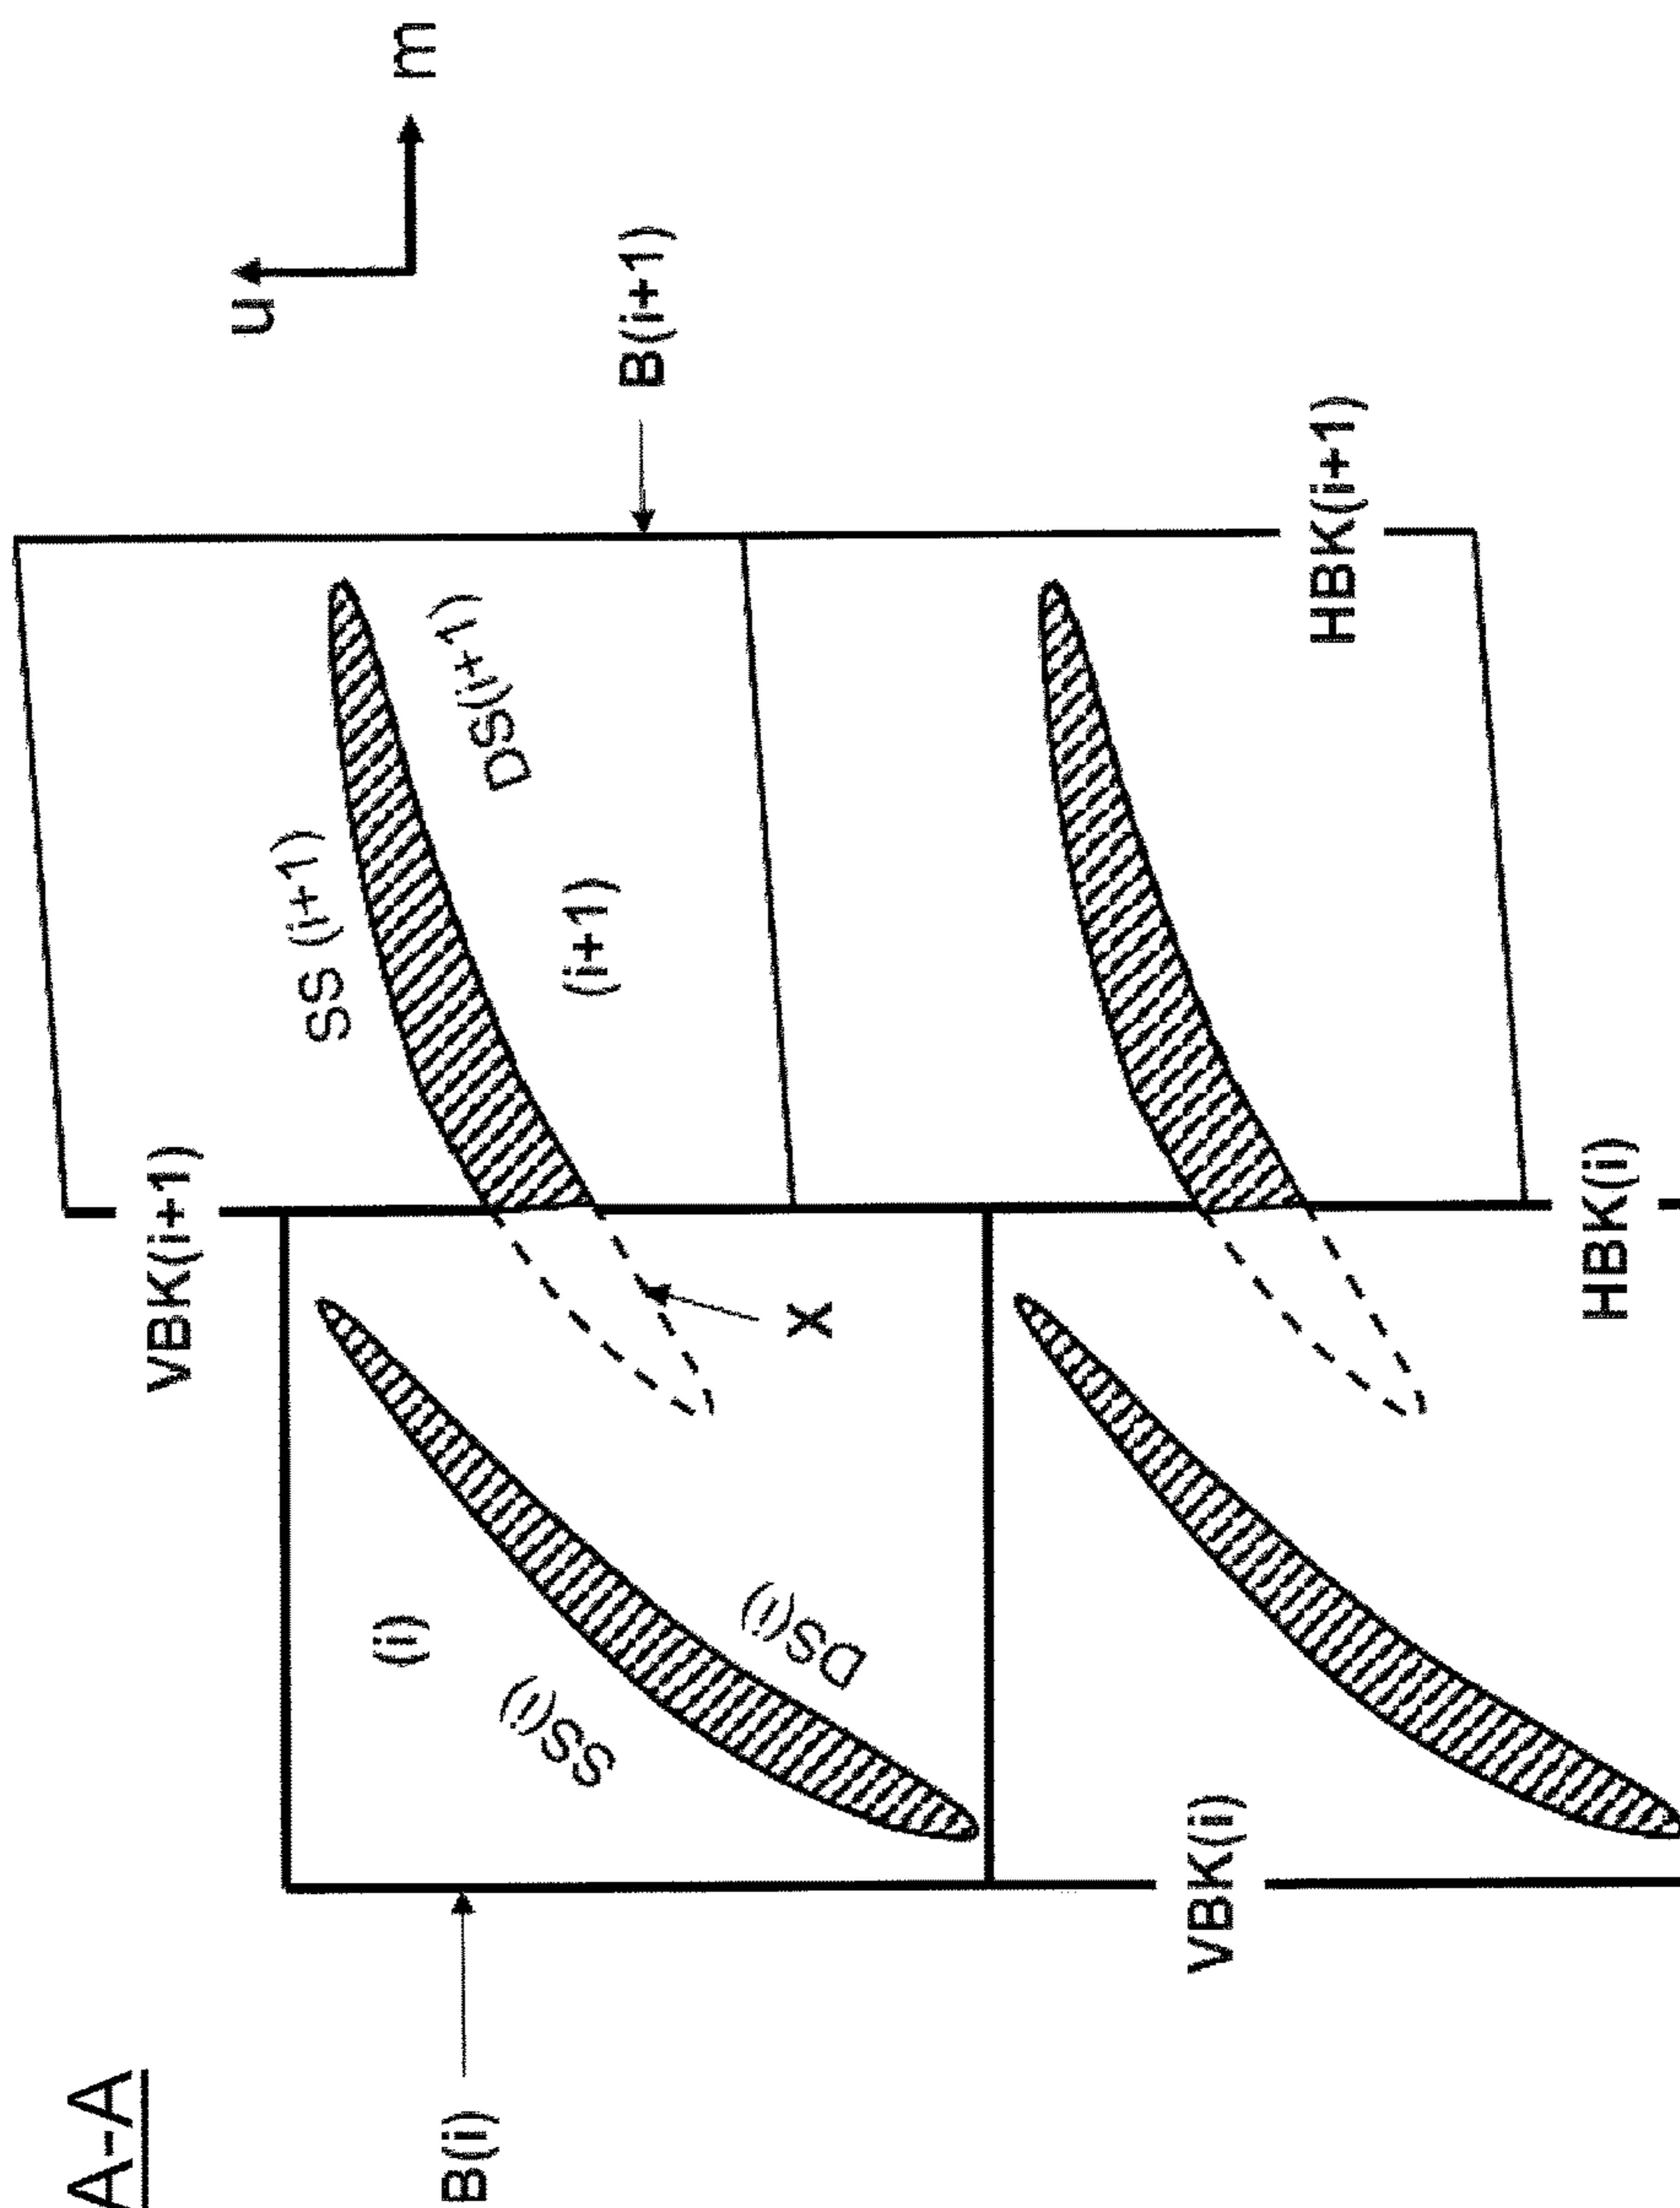 A-A
u
m
B(i+1)
HBK(i+1)
DS(i+1)
SS (i+1)
(i+1)
VBK(i+1)
X
HBK(i)
(i)
SS(i)
DS(i)
VBK(i)
B(i)